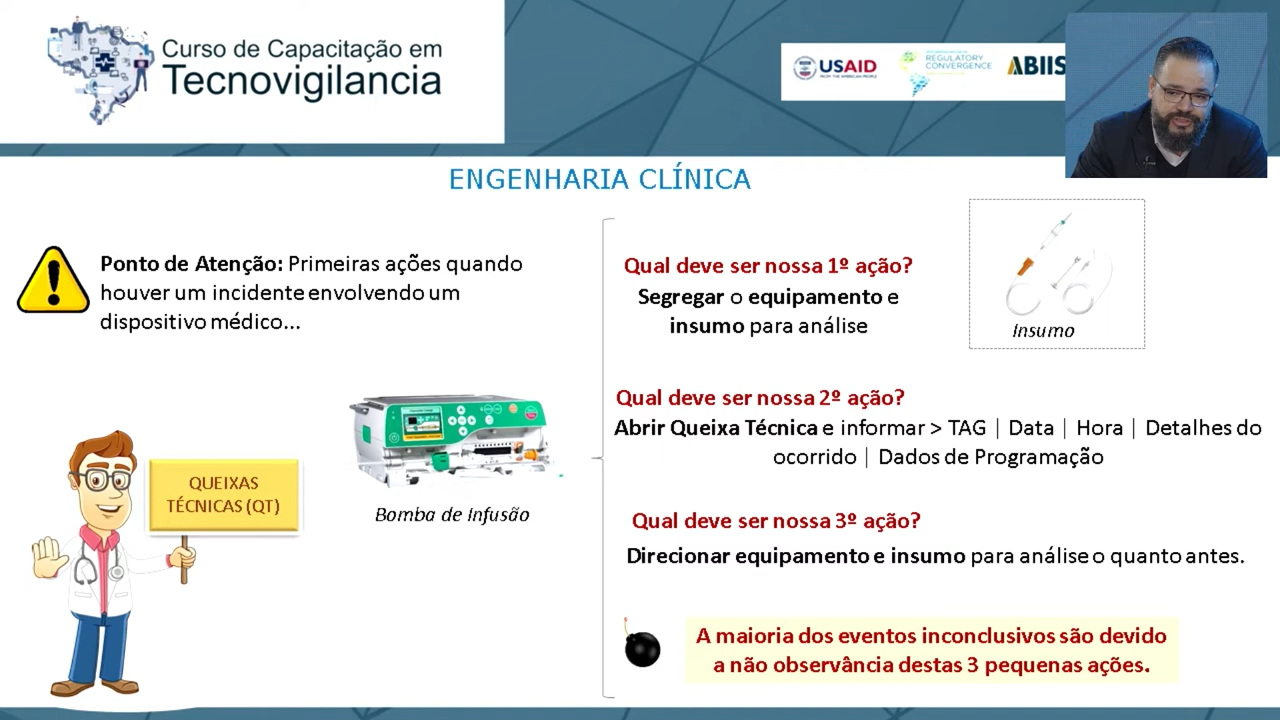 Curso de Capacitação em
Tecnovigilancia
USAID
FROM THE AMERICAN PEOPLE
REGULATORY
CONVERGENCE
ABIIS
ENGENHARIA CLÍNICA
Ponto de Atenção: Primeiras ações quando
houver um incidente envolvendo um
dispositivo médico...
QUEIXAS
TÉCNICAS (QT)
Bomba de Infusão
Qual deve ser nossa 1º ação?
Segregar o equipamento e
insumo para análise
Insumo
Qual deve ser nossa 2º ação?
Abrir Queixa Técnica e informar > TAG | Data | Hora | Detalhes do
ocorrido | Dados de Programação
Qual deve ser nossa 3º ação?
Direcionar equipamento e insumo para análise o quanto antes.
A maioria dos eventos inconclusivos são devido
a não observância destas 3 pequenas ações.